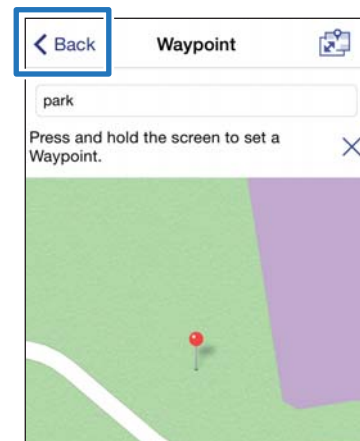 Back Waypoint
park
Press and hold the screen to set a
Waypoint.